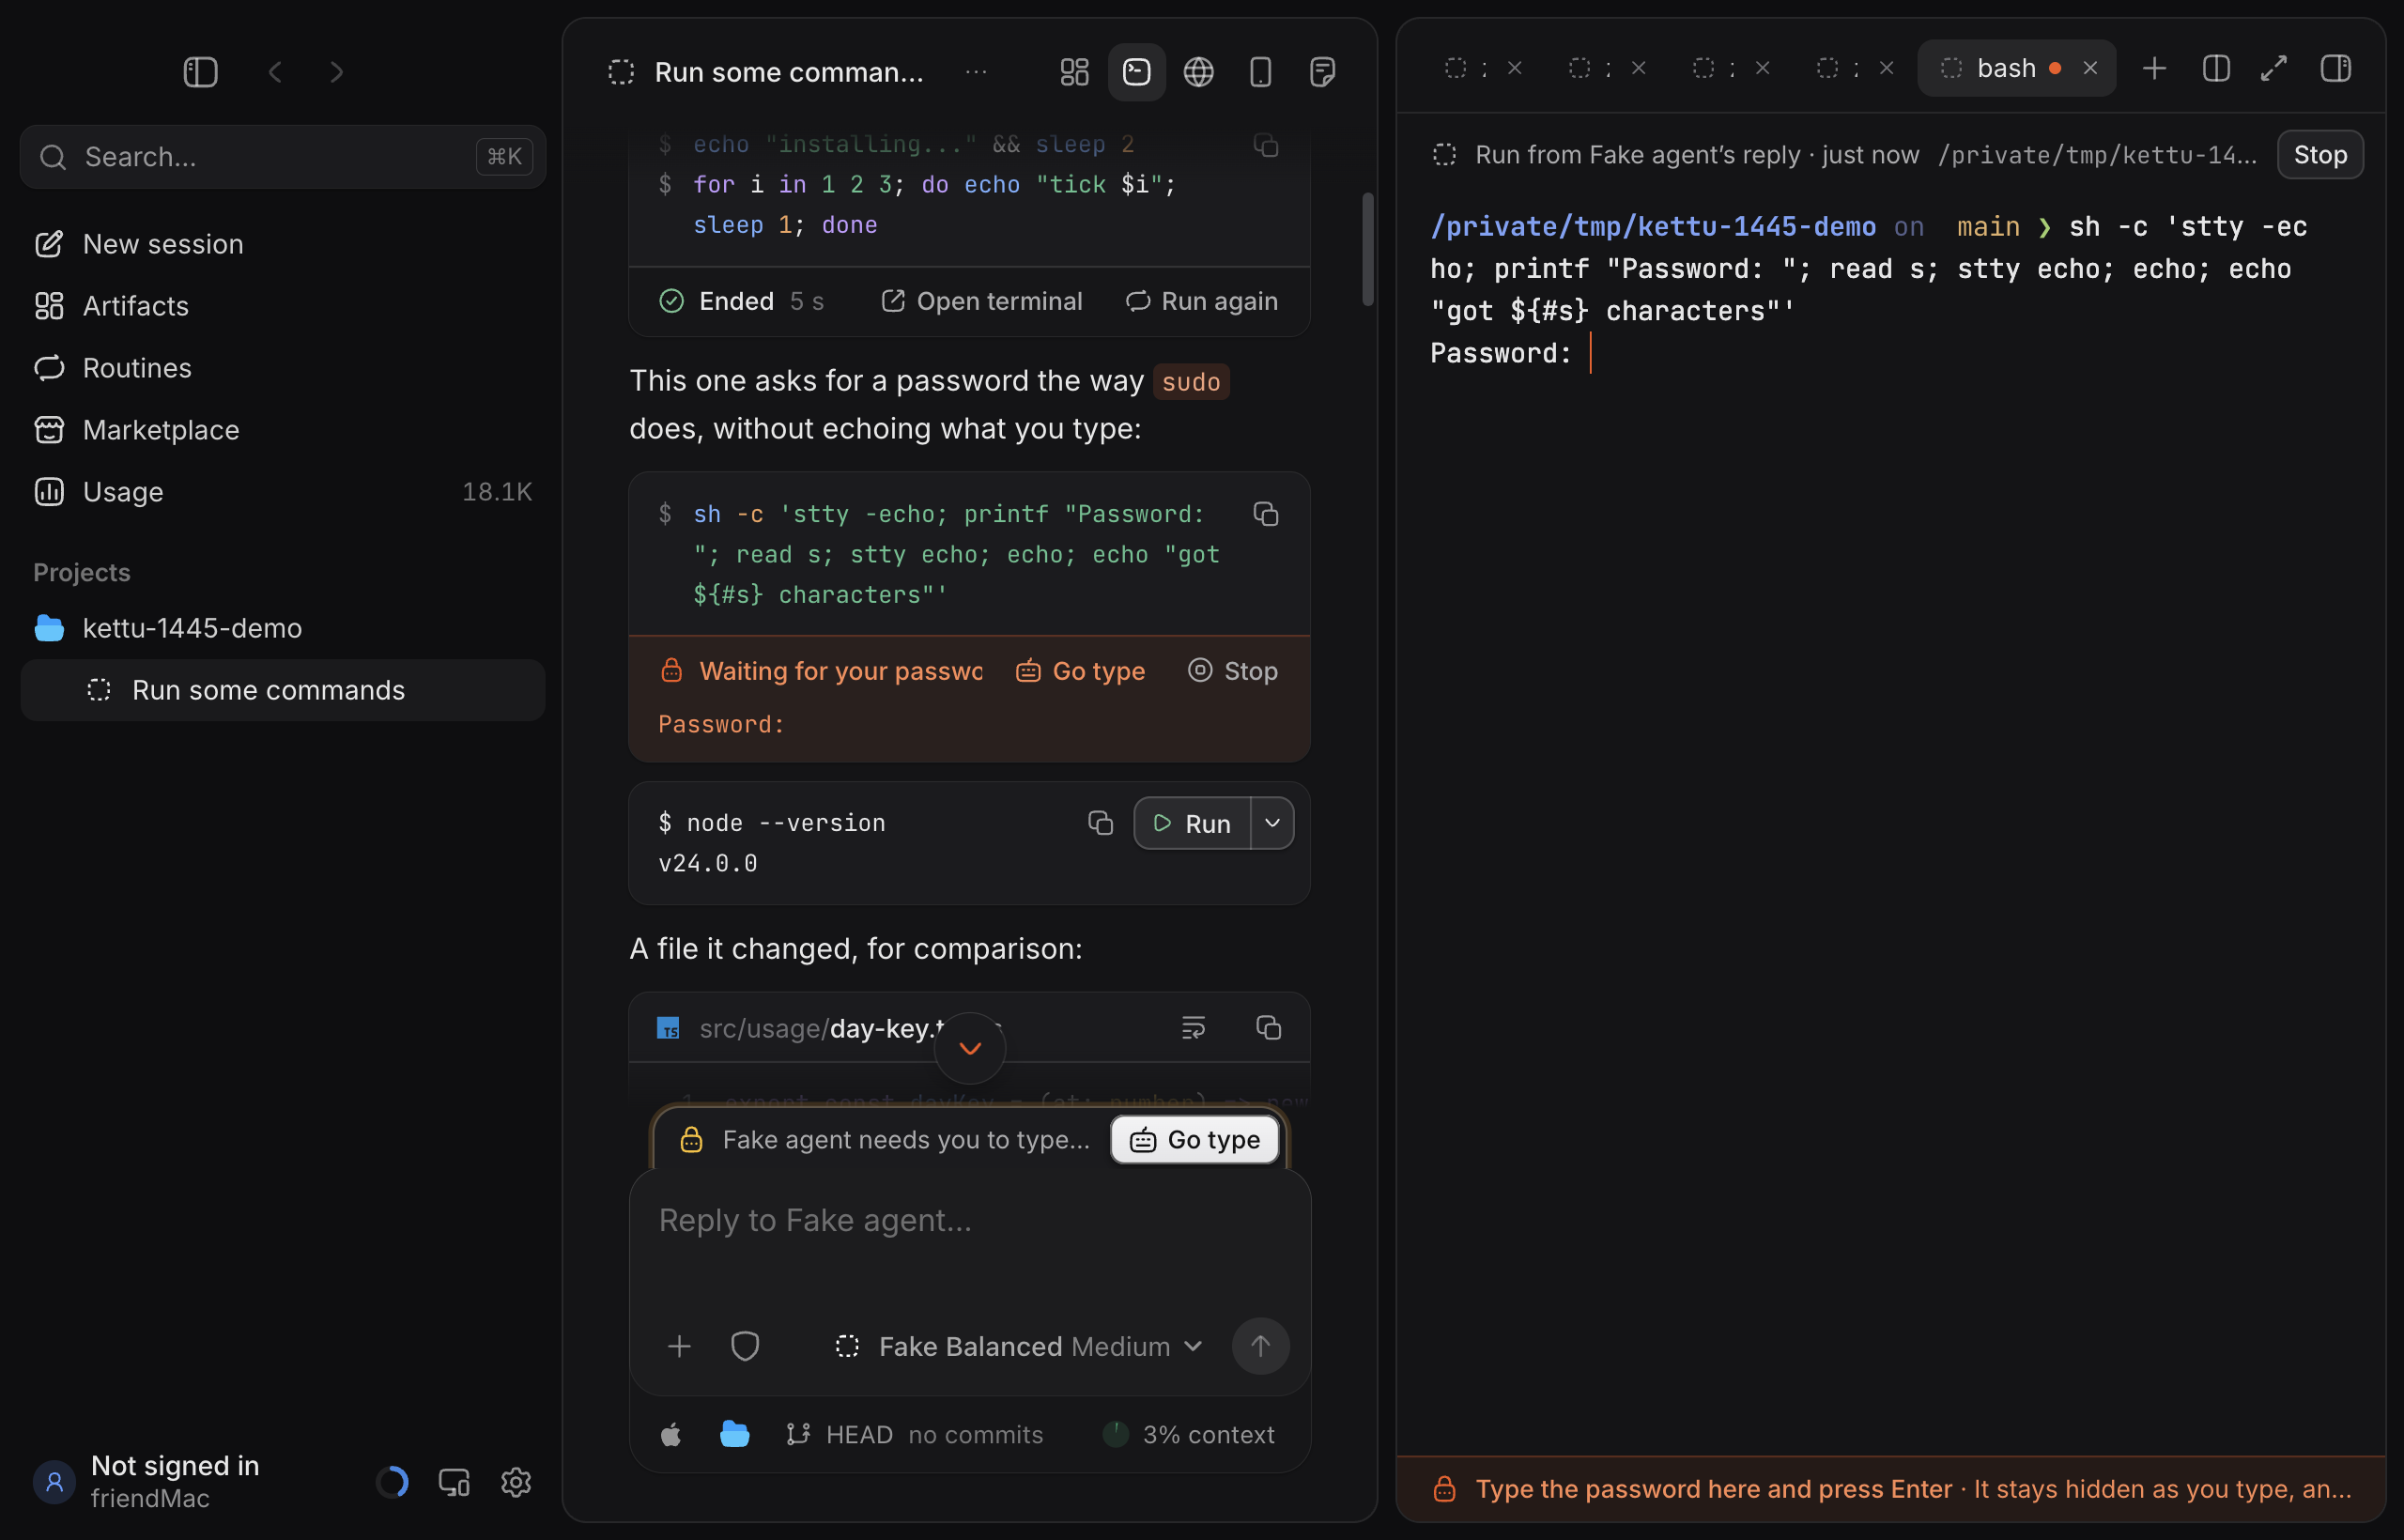 Search...
⌘K
New session
Artifacts
Routines
Marketplace
Usage 18.1K
Projects
kettu-1445-demo
Run some commands
Not signed in
friendMac
Run some comman... ...
$ echo "installing..." && sleep 2
$ for i in 1 2 3; do echo "tick $i";
sleep 1; done
Ended 5 s Open terminal Run again
This one asks for a password the way sudo
does, without echoing what you type:
$ sh -c 'stty -echo; printf "Password:
"; read s; stty echo; echo; echo "got
${#s} characters"'
Waiting for your passwo Go type Stop
Password:
$ node --version
Run
v24.0.0
A file it changed, for comparison:
TS src/usage/day-key.t
1 export const dayKey = (at: number) => new
Fake agent needs you to type... Go type
Reply to Fake agent...
Fake Balanced Medium
HEAD no commits 3% context
bash
Run from Fake agent's reply · just now /private/tmp/kettu-14... Stop
/private/tmp/kettu-1445-demo on main ❯ sh -c 'stty -ec
ho; printf "Password: "; read s; stty echo; echo; echo
"got ${#s} characters"'
Password:
Type the password here and press Enter · It stays hidden as you type, an...